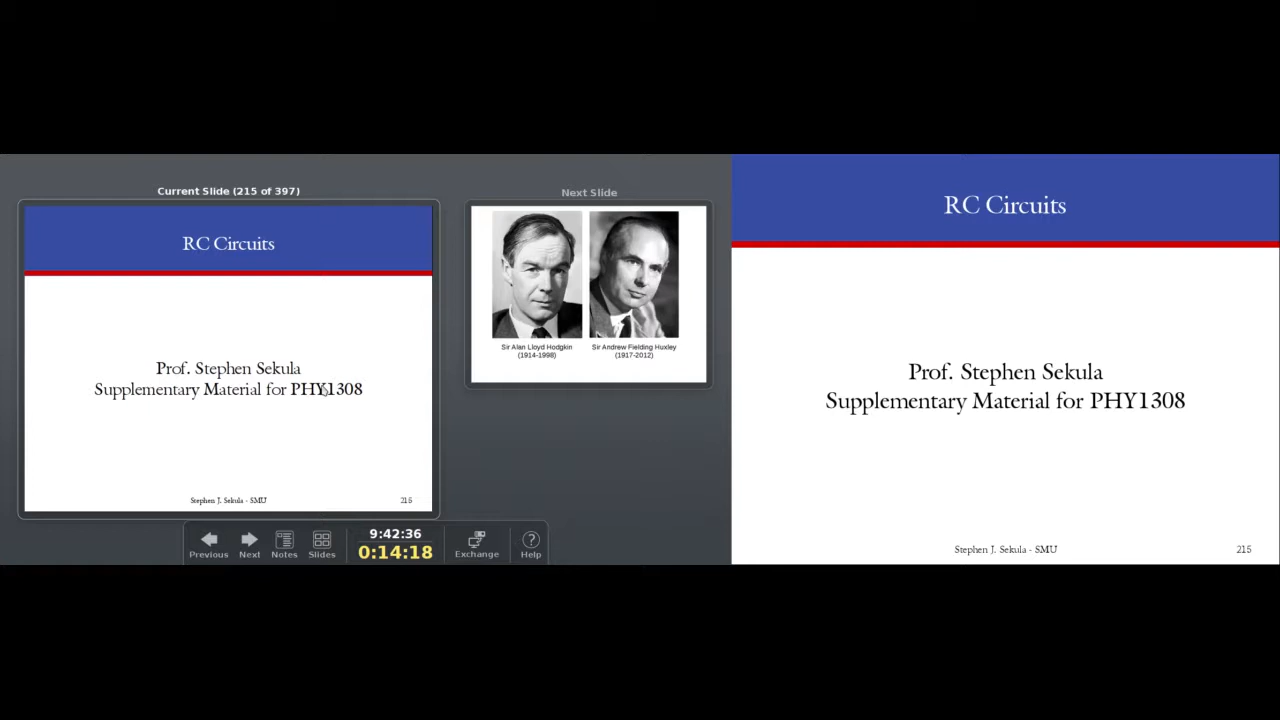 Current Slide (215 of 397)
RC Circuits
Prof. Stephen Sekula
Supplementary Material for PHY1308
Stephen J. Sekula - SMU
215
Next Slide
Sir Alan Lloyd Hodgkin
(1914-1998)
Sir Andrew Fielding Huxley
(1917-2012)
Previous
Next
Notes
Slides
9:42:36
0:14:18
Exchange
Help
RC Circuits
Prof. Stephen Sekula
Supplementary Material for PHY1308
Stephen J. Sekula - SMU
215